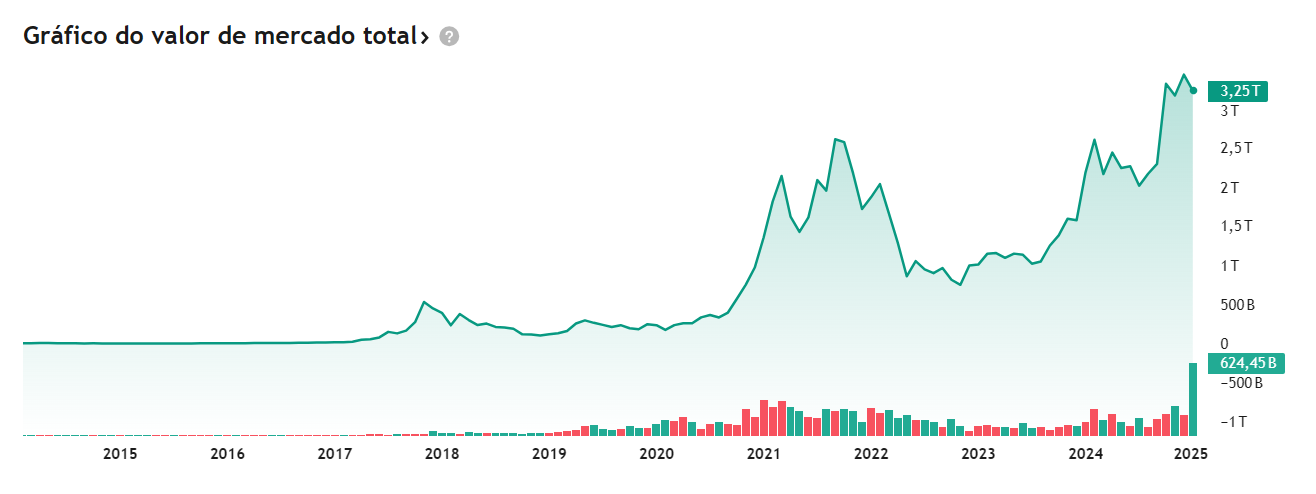 Gráfico do valor de mercado total› ?
3,25 T
3 T
2,5 T
2 T
1,5 T
1 T
500 B
0
624,45 B
−500 B
−1 T
2015 2016 2017 2018 2019 2020 2021 2022 2023 2024 2025